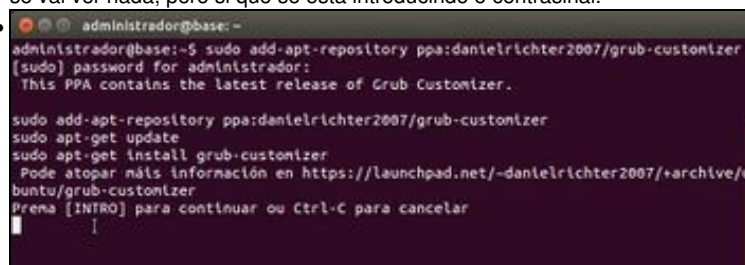 se vai ver nada, pero si que se está introducindo o contrasinal.
administrador@base: ~
administrador@base:~$ sudo add-apt-repository ppa:danielrichter2007/grub-customizer
[sudo] password for administrador:
This PPA contains the latest release of Grub Customizer.
sudo add-apt-repository ppa:danielrichter2007/grub-customizer
sudo apt-get update
sudo apt-get install grub-customizer
Pode atopar máis información en https://launchpad.net/~danielrichter2007/+archive/
buntu/grub-customizer
Prema [INTRO] para continuar ou Ctrl-C para cancelar